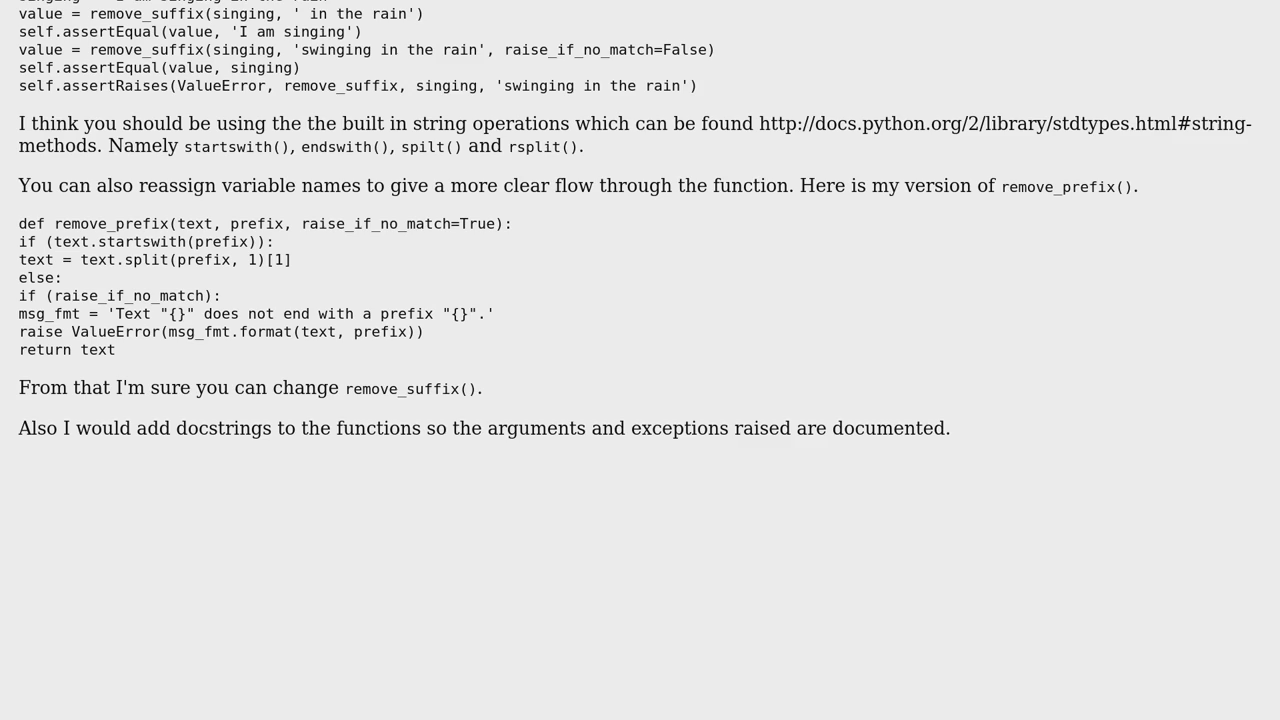 value = remove_suffix(singing, ' in the rain')
self.assertEqual(value, 'I am singing')
value = remove_suffix(singing, 'swinging in the rain', raise_if_no_match=False)
self.assertEqual(value, singing)
self.assertRaises(ValueError, remove_suffix, singing, 'swinging in the rain')
I think you should be using the the built in string operations which can be found http://docs.python.org/2/library/stdtypes.html#string-
methods. Namely startswith(), endswith(), spilt() and rsplit().
You can also reassign variable names to give a more clear flow through the function. Here is my version of remove_prefix().
def remove_prefix(text, prefix, raise_if_no_match=True):
if (text.startswith(prefix)):
text = text.split(prefix, 1)[1]
else:
if (raise_if_no_match):
msg_fmt = 'Text "{}" does not end with a prefix "{}".'
raise ValueError(msg_fmt.format(text, prefix))
return text
From that I'm sure you can change remove_suffix().
Also I would add docstrings to the functions so the arguments and exceptions raised are documented.